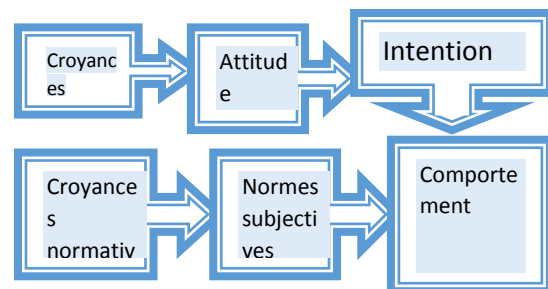 Croyanc
es
Attitud
e
Intention
Croyance
s
normativ
Normes
subjecti
ves
Comporte
ment